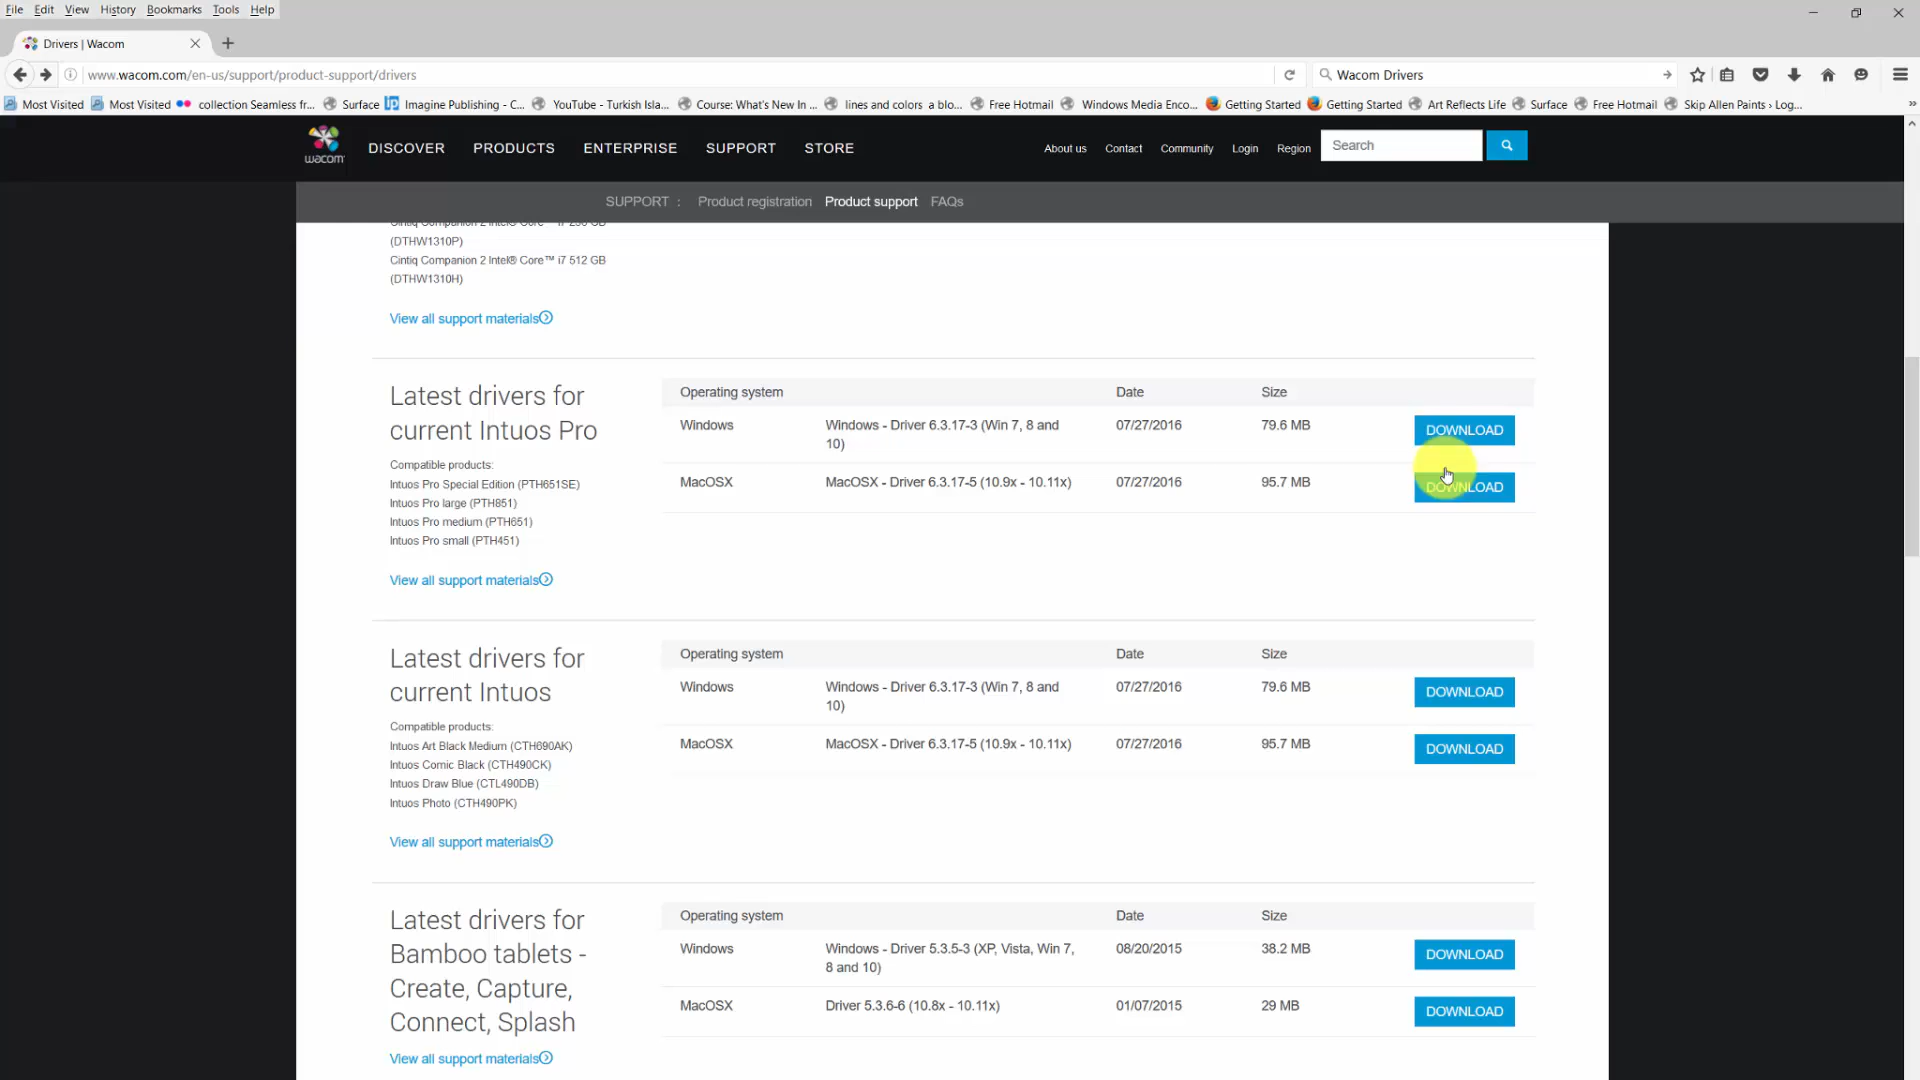 File Edit View History Bookmarks Tools Help
Drivers | Wacom
www.wacom.com/en-us/support/product-support/drivers
Wacom Drivers
Most Visited Most Visited collection Seamless fr... Surface Imagine Publishing - C... YouTube - Turkish Isla... Course: What's New In ... lines and colors a blo... Free Hotmail Windows Media Enco... Getting Started Getting Started Art Reflects Life Surface Free Hotmail Skip Allen Paints › Log...
wacom DISCOVER PRODUCTS ENTERPRISE SUPPORT STORE About us Contact Community Login Region Search
SUPPORT : Product registration Product support FAQs
(DTHW1310P)
Cintiq Companion 2 Intel® Core™ i7 512 GB
(DTHW1310H)
View all support materials
Latest drivers for
current Intuos Pro
Compatible products:
Intuos Pro Special Edition (PTH651SE)
Intuos Pro large (PTH851)
Intuos Pro medium (PTH651)
Intuos Pro small (PTH451)
View all support materials
Operating system Date Size
Windows Windows - Driver 6.3.17-3 (Win 7, 8 and 07/27/2016 79.6 MB DOWNLOAD
10)
MacOSX MacOSX - Driver 6.3.17-5 (10.9x - 10.11x) 07/27/2016 95.7 MB DOWNLOAD
Latest drivers for
current Intuos
Compatible products:
Intuos Art Black Medium (CTH690AK)
Intuos Comic Black (CTH490CK)
Intuos Draw Blue (CTL490DB)
Intuos Photo (CTH490PK)
View all support materials
Operating system Date Size
Windows Windows - Driver 6.3.17-3 (Win 7, 8 and 07/27/2016 79.6 MB DOWNLOAD
10)
MacOSX MacOSX - Driver 6.3.17-5 (10.9x - 10.11x) 07/27/2016 95.7 MB DOWNLOAD
Latest drivers for
Bamboo tablets -
Create, Capture,
Connect, Splash
View all support materials
Operating system Date Size
Windows Windows - Driver 5.3.5-3 (XP, Vista, Win 7, 08/20/2015 38.2 MB DOWNLOAD
8 and 10)
MacOSX Driver 5.3.6-6 (10.8x - 10.11x) 01/07/2015 29 MB DOWNLOAD